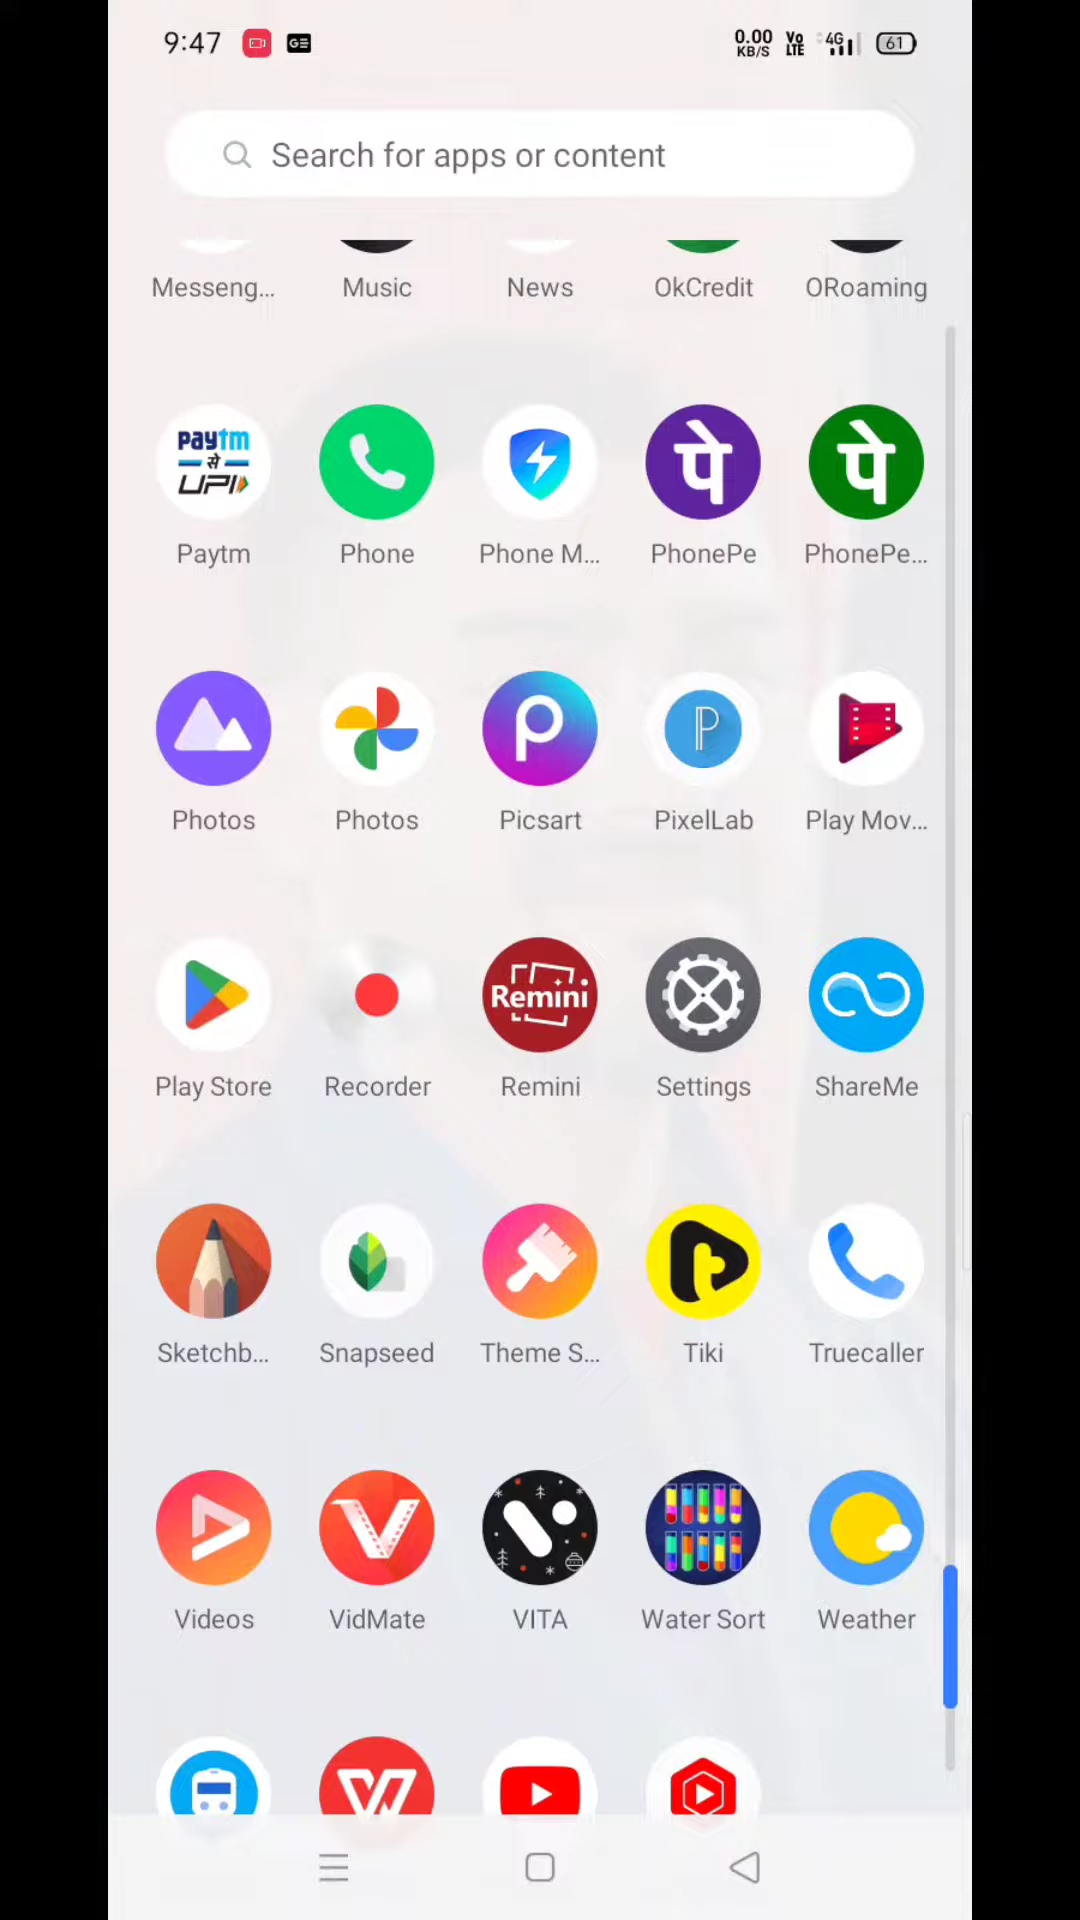 9:47 GE 0.00 KB/S Vo LTE 4G 61
Search for apps or content
Messeng... Music News OkCredit ORoaming
paytm से UPI पे पे
Paytm Phone Phone M... PhonePe PhonePe...
Photos Photos Picsart PixelLab Play Mov...
Remini
Play Store Recorder Remini Settings ShareMe
Sketchb... Snapseed Theme S... Tiki Truecaller
Videos VidMate VITA Water Sort Weather